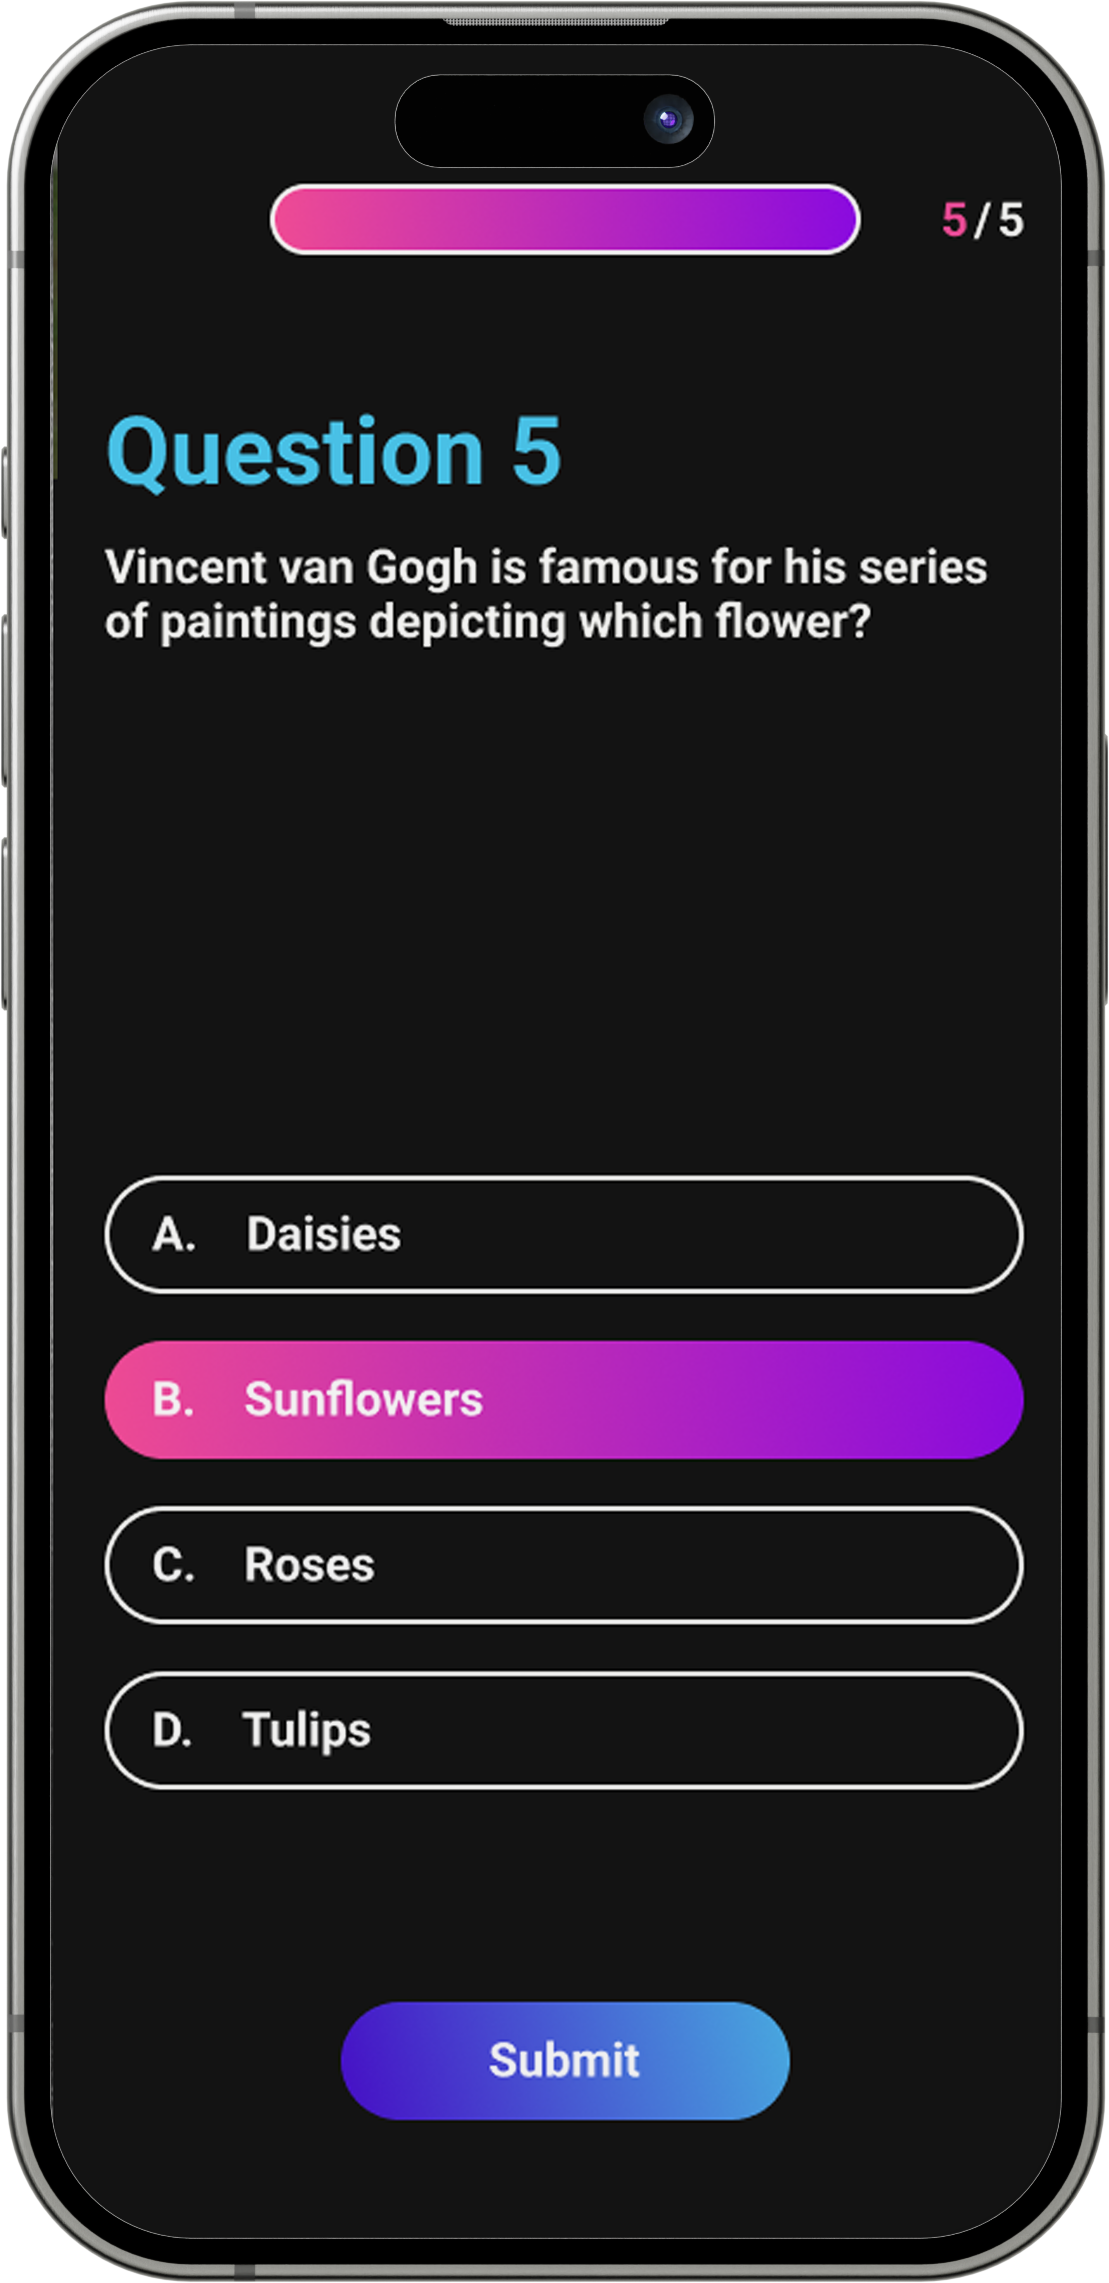 5/5
Question 5
Vincent van Gogh is famous for his series
of paintings depicting which flower?
A. Daisies
B. Sunflowers
C. Roses
D. Tulips
Submit